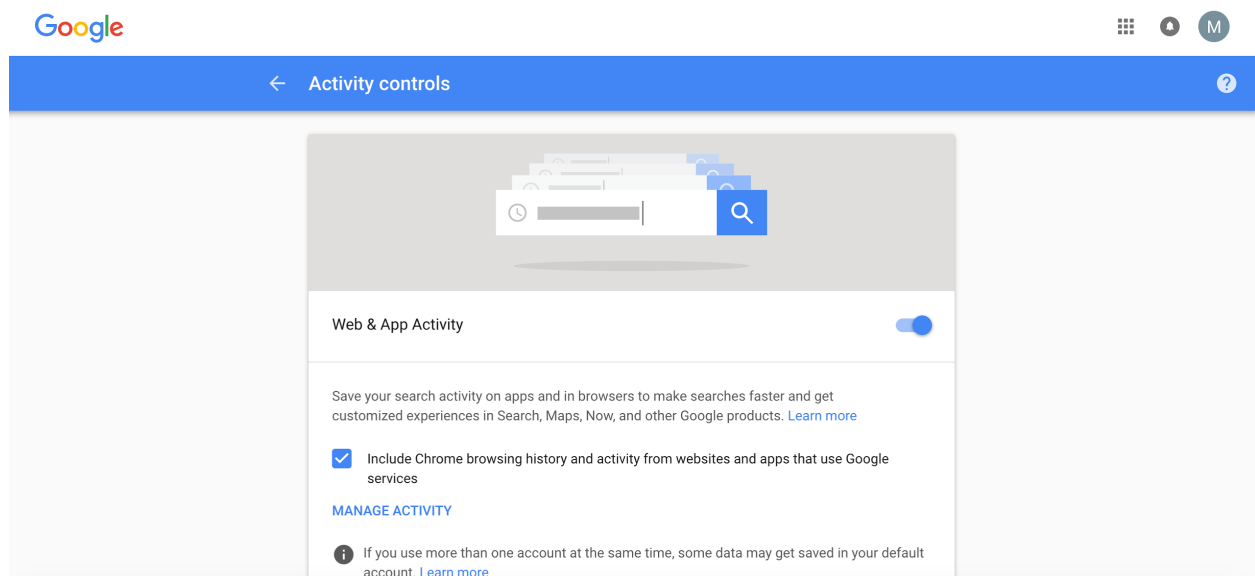 Google
M
Activity controls
?
Web & App Activity
Save your search activity on apps and in browsers to make searches faster and get
customized experiences in Search, Maps, Now, and other Google products. Learn more
Include Chrome browsing history and activity from websites and apps that use Google
services
MANAGE ACTIVITY
If you use more than one account at the same time, some data may get saved in your default
account. Learn more